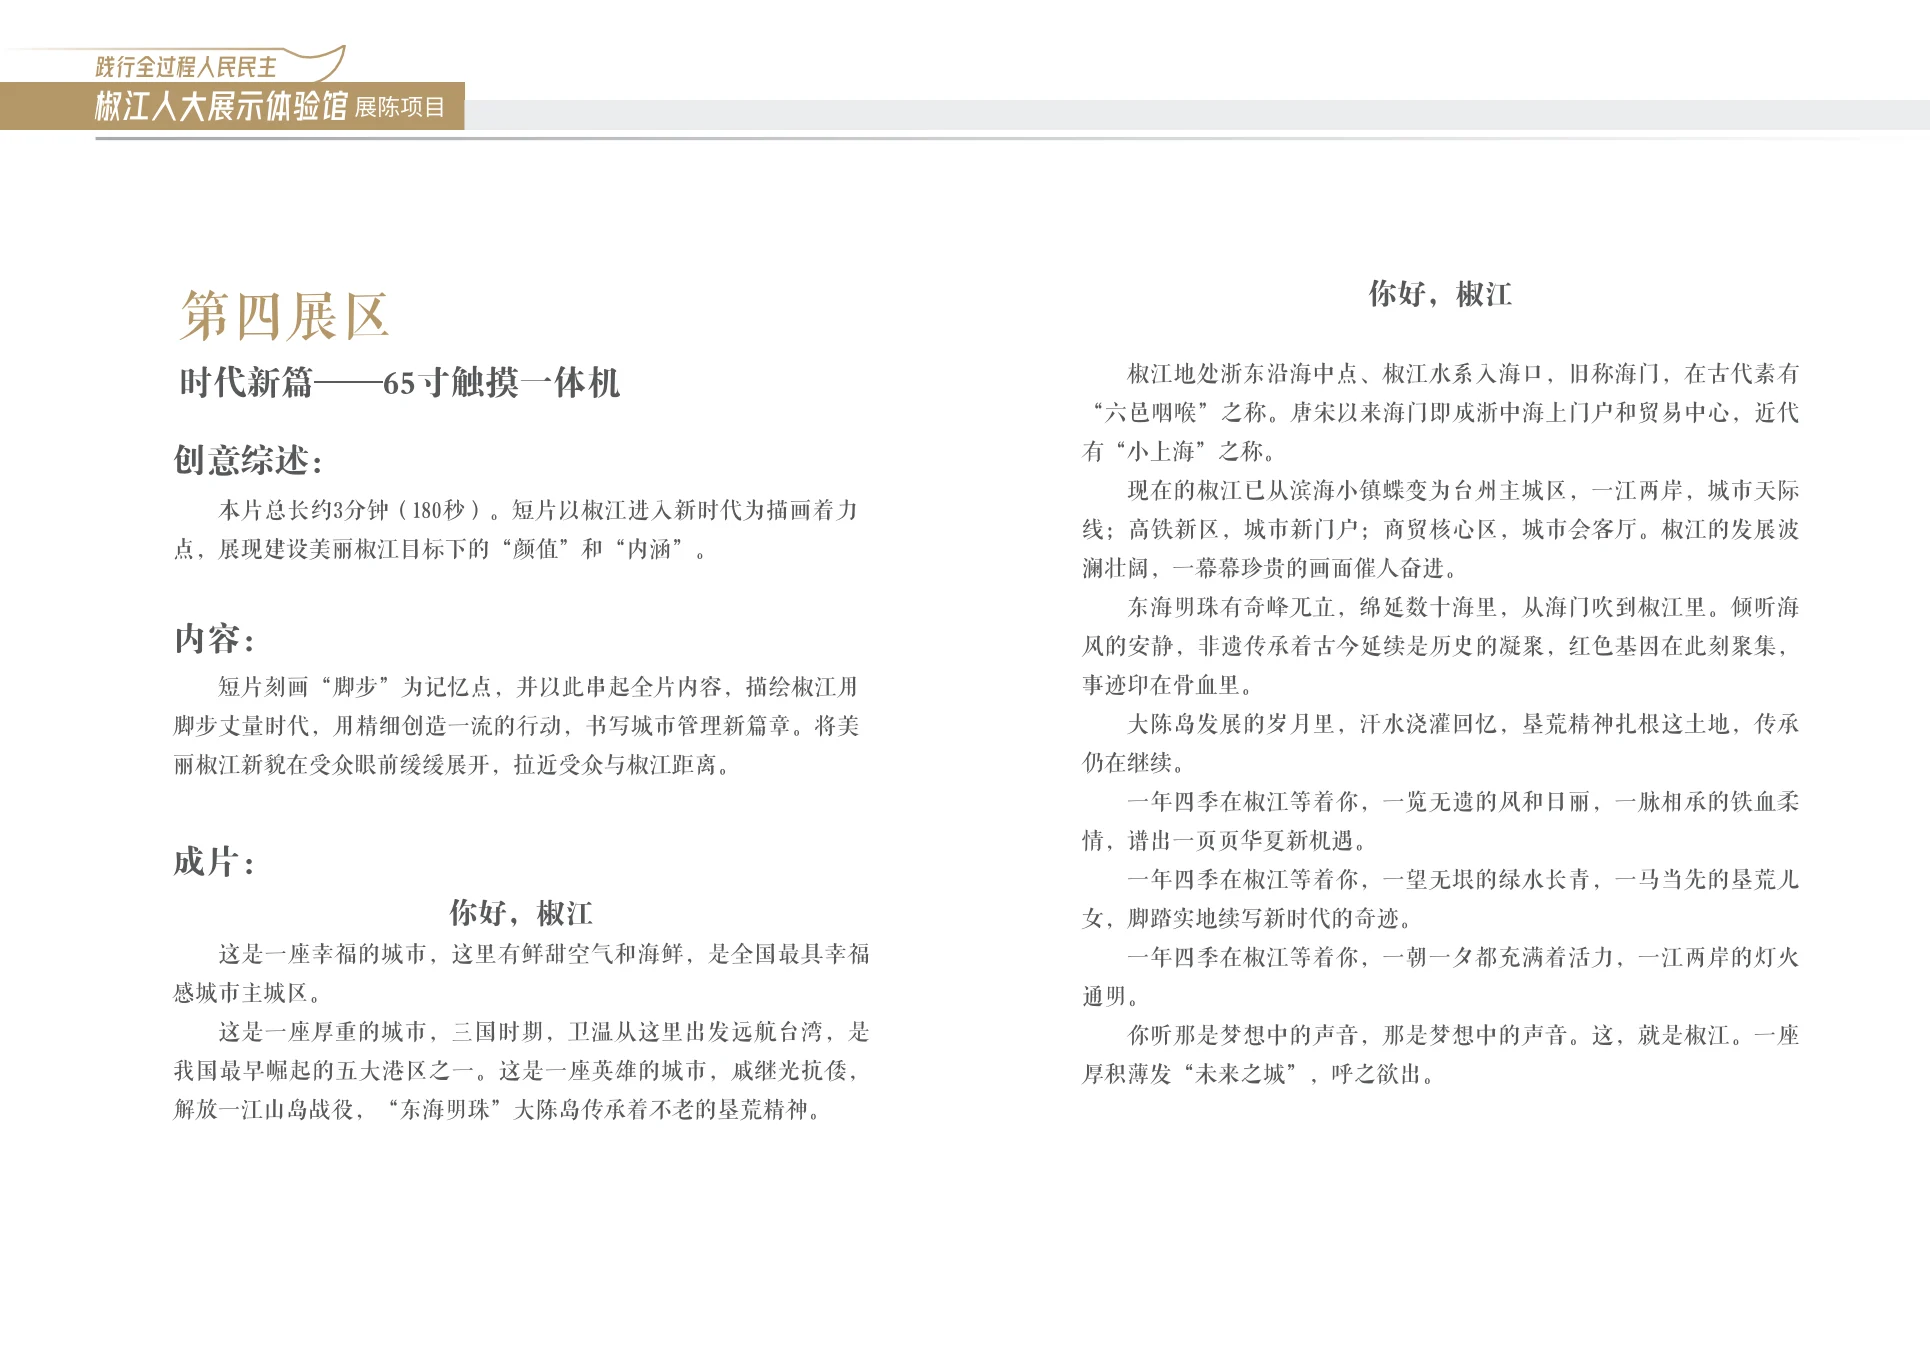 践行全过程人民民主
椒江人大展示体验馆 展陈项目
第四展区
时代新篇——65寸触摸一体机
创意综述：
本片总长约3分钟（180秒）。短片以椒江进入新时代为描画着力
点，展现建设美丽椒江目标下的“颜值”和“内涵”。
内容：
短片刻画“脚步”为记忆点，并以此串起全片内容，描绘椒江用
脚步丈量时代，用精细创造一流的行动，书写城市管理新篇章。将美
丽椒江新貌在受众眼前缓缓展开，拉近受众与椒江距离。
成片：
你好，椒江
这是一座幸福的城市，这里有鲜甜空气和海鲜，是全国最具幸福
感城市主城区。
这是一座厚重的城市，三国时期，卫温从这里出发远航台湾，是
我国最早崛起的五大港区之一。这是一座英雄的城市，戚继光抗倭，
解放一江山岛战役，“东海明珠”大陈岛传承着不老的垦荒精神。
你好，椒江
椒江地处浙东沿海中点、椒江水系入海口，旧称海门，在古代素有
“六邑咽喉”之称。唐宋以来海门即成浙中海上门户和贸易中心，近代
有“小上海”之称。
现在的椒江已从滨海小镇蝶变为台州主城区，一江两岸，城市天际
线；高铁新区，城市新门户；商贸核心区，城市会客厅。椒江的发展波
澜壮阔，一幕幕珍贵的画面催人奋进。
东海明珠有奇峰兀立，绵延数十海里，从海门吹到椒江里。倾听海
风的安静，非遗传承着古今延续是历史的凝聚，红色基因在此刻聚集，
事迹印在骨血里。
大陈岛发展的岁月里，汗水浇灌回忆，垦荒精神扎根这土地，传承
仍在继续。
一年四季在椒江等着你，一览无遗的风和日丽，一脉相承的铁血柔
情，谱出一页页华夏新机遇。
一年四季在椒江等着你，一望无垠的绿水长青，一马当先的垦荒儿
女，脚踏实地续写新时代的奇迹。
一年四季在椒江等着你，一朝一夕都充满着活力，一江两岸的灯火
通明。
你听那是梦想中的声音，那是梦想中的声音。这，就是椒江。一座
厚积薄发“未来之城”，呼之欲出。